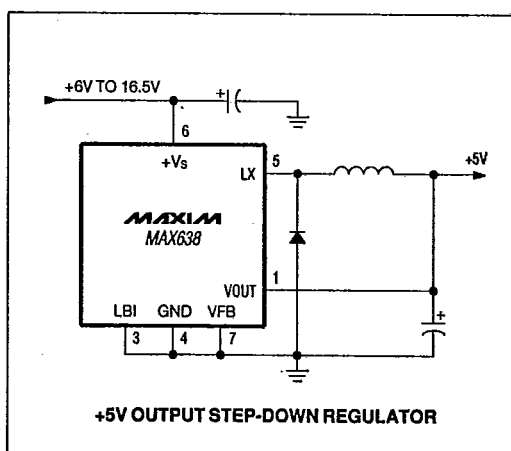 +6V TO 16.5V
+
6
+Vs
LX
5
+5V
MAXIM
MAX638
VOUT
1
+
LBI GND VFB
3 4 7
+5V OUTPUT STEP-DOWN REGULATOR